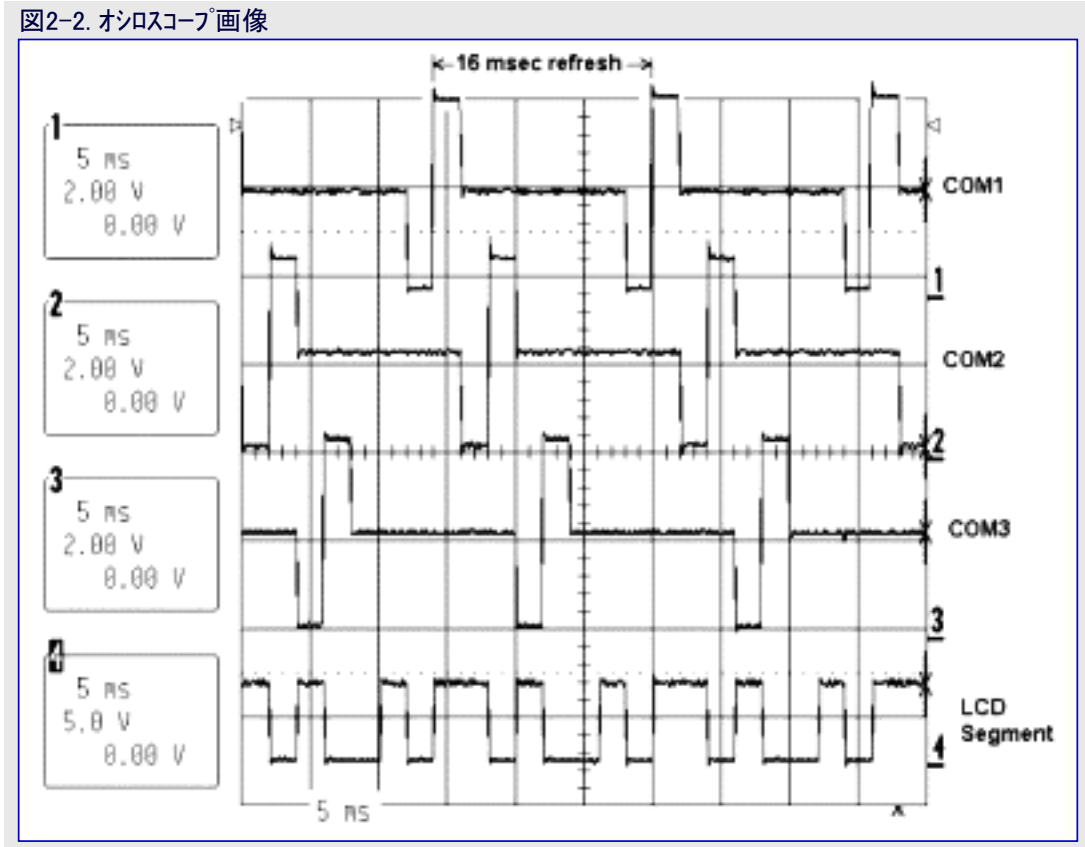 図2-2. オシロスコープ画像
16 msec refresh
1
5 ms
2.00 V
0.00 V
COM1
1
2
5 ms
2.00 V
0.00 V
COM2
2
3
5 ms
2.00 V
0.00 V
COM3
3
4
5 ms
5.0 V
0.00 V
LCD
Segment
4
5 ms